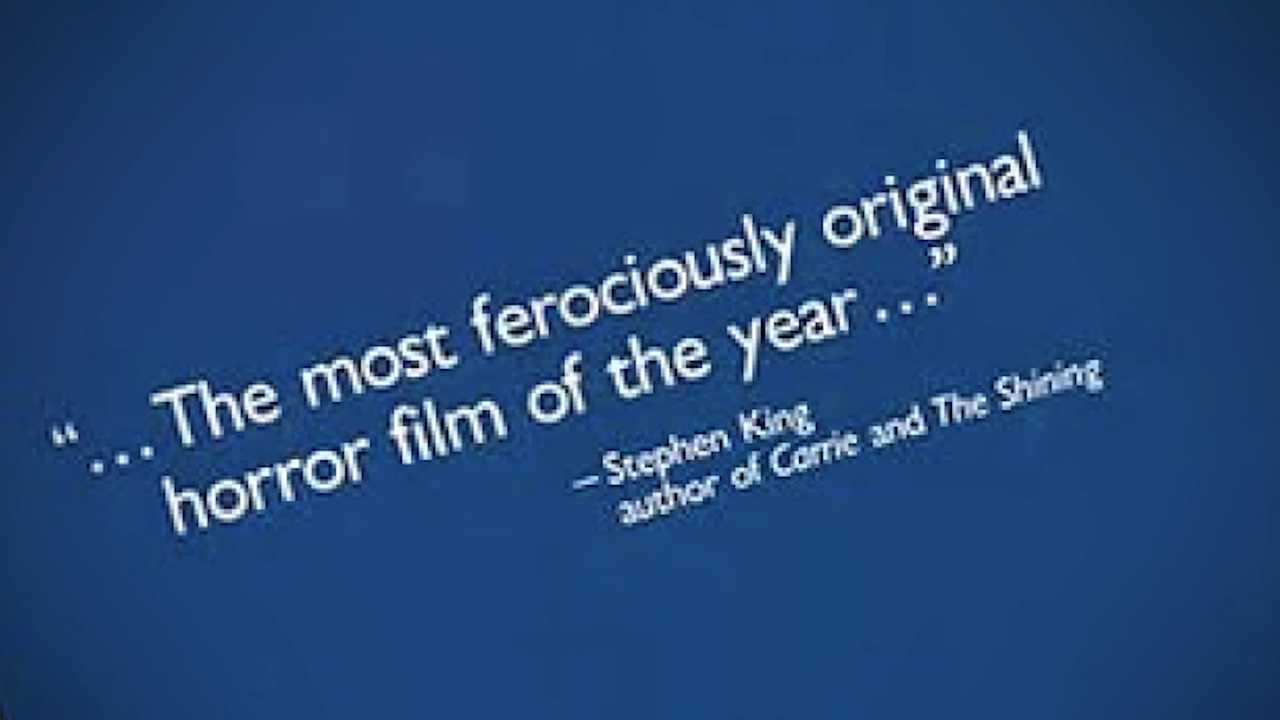 “...The most ferociously original
horror film of the year...”
—Stephen King
author of Carrie and The Shining